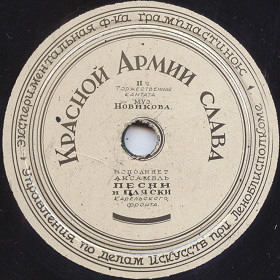 Экспериментальная ф-ка грампластинок
Управления по делам искусств при Леноблисполкоме
Красной Армии слава
II ч.
Торжественная
кантата
муз.
Новикова.
исполняет
ансамбль
песни
и пляски
Карельского
фронта.